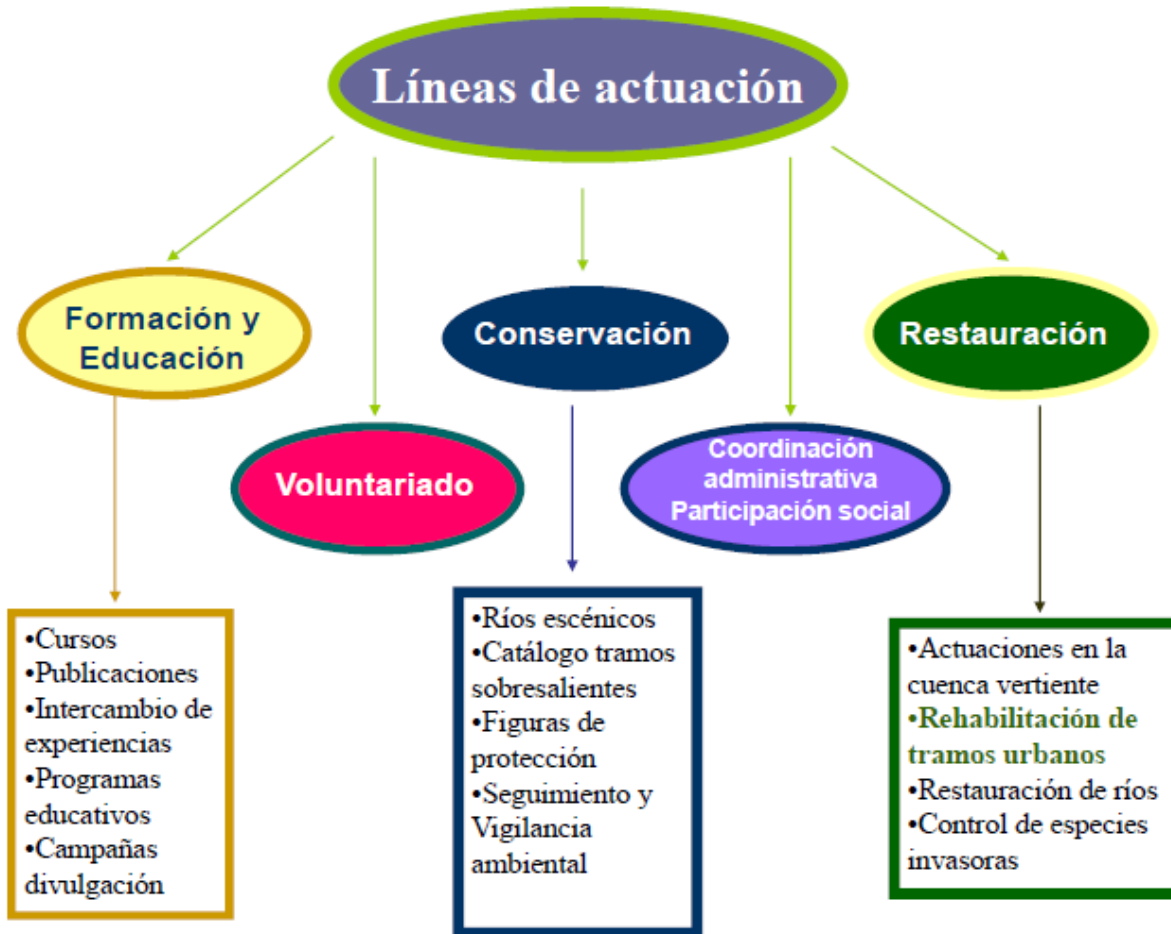 Líneas de actuación
Formación y
Educación
Conservación
Restauración
Voluntariado
Coordinación
administrativa
Participación social
•Cursos
•Publicaciones
•Intercambio de
experiencias
•Programas
educativos
•Campañas
divulgación
•Ríos escénicos
•Catálogo tramos
sobresalientes
•Figuras de
protección
•Seguimiento y
Vigilancia
ambiental
•Actuaciones en la
cuenca vertiente
•Rehabilitación de
tramos urbanos
•Restauración de ríos
•Control de especies
invasoras